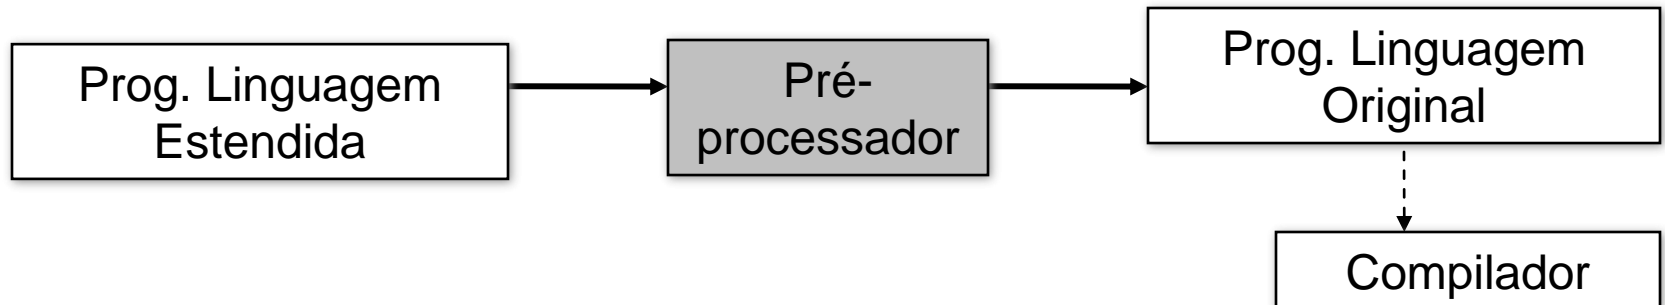 Prog. Linguagem
Estendida
Pré-
processador
Prog. Linguagem
Original
Compilador